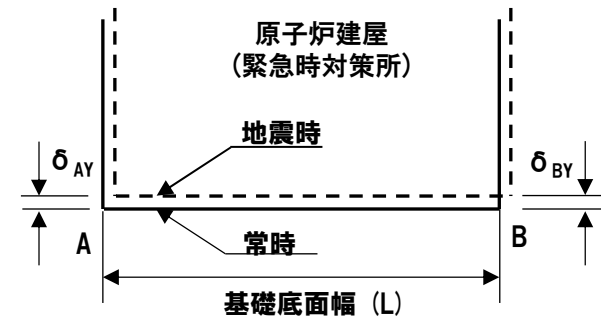 原子炉建屋
（緊急時対策所）
地震時
δAY
δBY
A
B
常時
基礎底面幅 (L)